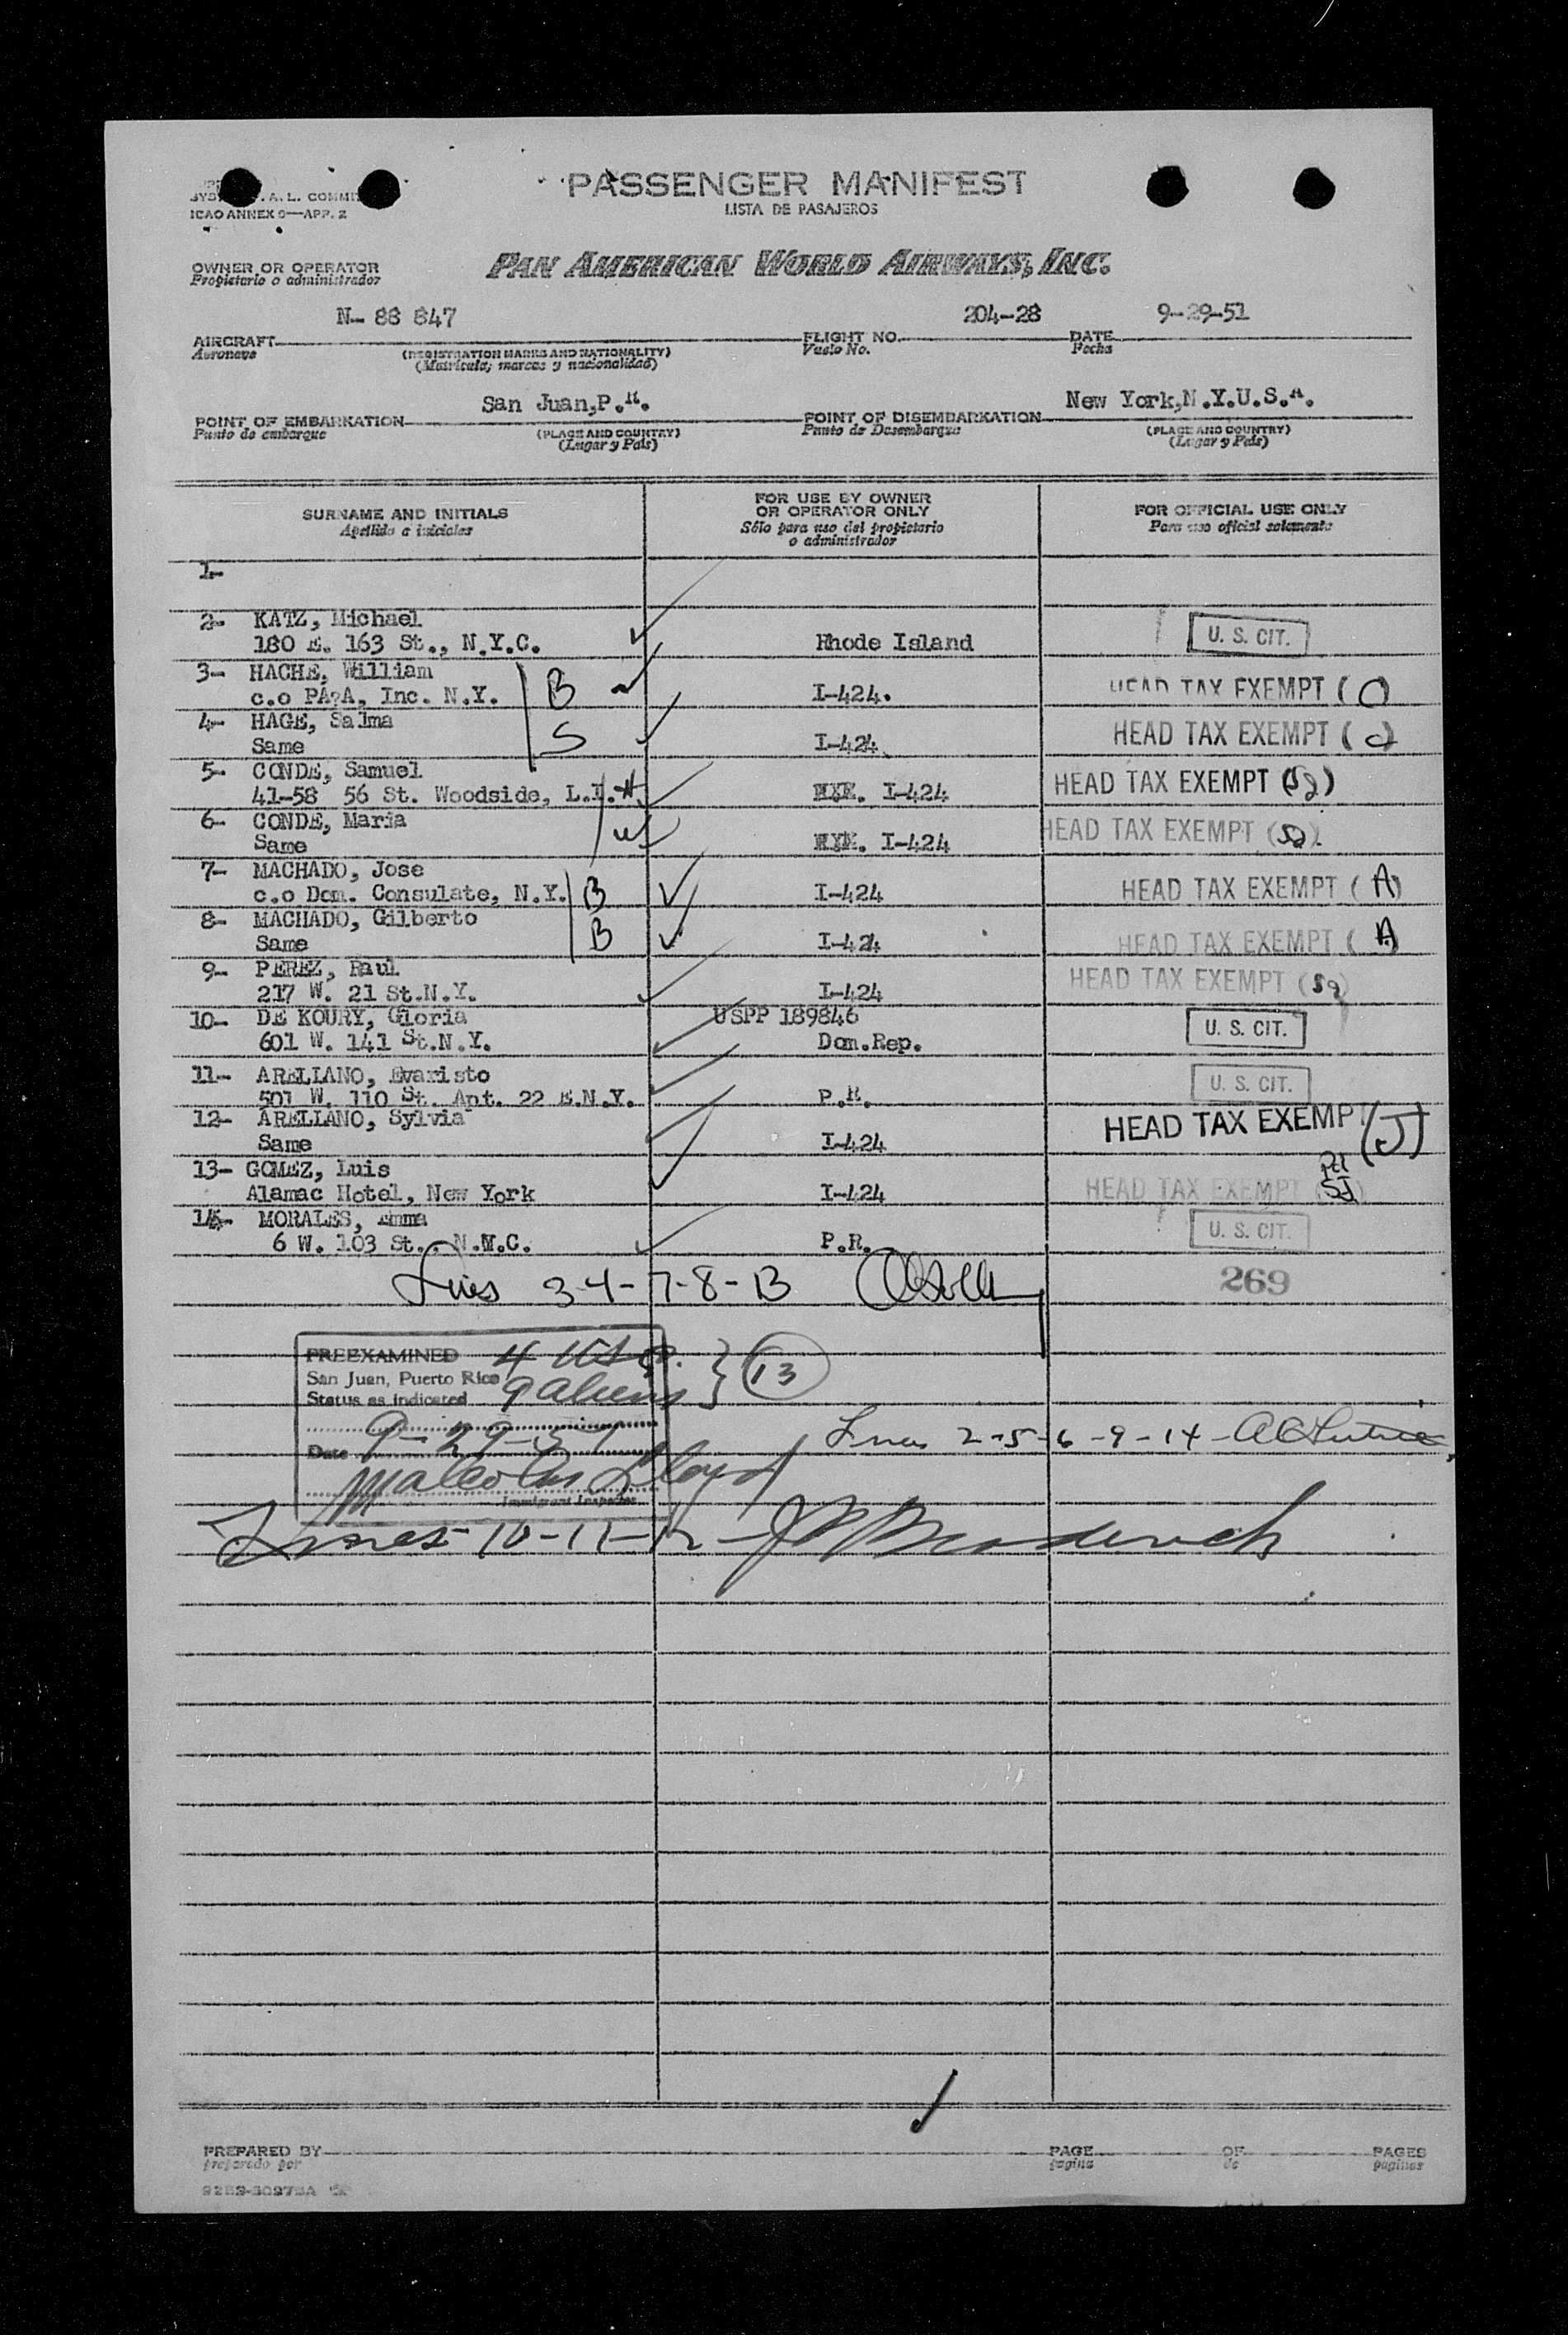 PASSENGER MANIFEST
A. L.
ICAO ANNEX 9—APP. 2
LISTA DE PASAJEROS
OWNER OR OPERATOR
Propietario o administrador
PAN AMERICAN WORLD AIRWAYS, INC.
N- 88 847
204-28
9-29-51
AIRCRAFT
Aeronave
(REGISTRATION MARKS AND NATIONALITY)
(Matricula; marcas y nacionalidad)
FLIGHT NO.
Vuelo No.
DATE
Fecha
San Juan,P.R.
New York,N.Y.U.S.A.
POINT OF EMBARKATION
Punto de embarque
(PLACE AND COUNTRY)
(Lugar y País)
POINT OF DISEMBARKATION
Punto de Desembarque
(PLACE AND COUNTRY)
(Lugar y País)
SURNAME AND INITIALS
Apellido e iniciales
FOR USE BY OWNER
OR OPERATOR ONLY
Sólo para uso del propietario
o administrador
FOR OFFICIAL USE ONLY
Para uso oficial solamente
1-
2- KATZ, Michael
180 E. 163 St., N.Y.C. Rhode Island U. S. CIT.
3- HACHE, William
c.o PA?A, Inc. N.Y. B I-424. HEAD TAX EXEMPT ( O
4- HAGE, Salma
Same S I-424 HEAD TAX EXEMPT ( c)
5- CONDE, Samuel
41-58 56 St. Woodside, L.I. I-424 HEAD TAX EXEMPT (Sg)
6- CONDE, Maria
Same I-424 HEAD TAX EXEMPT (Sg)
7- MACHADO, Jose
c.o Dom. Consulate, N.Y. B I-424 HEAD TAX EXEMPT ( A)
8- MACHADO, Gilberto
Same B I-424 HEAD TAX EXEMPT ( A)
9- PEREZ, Raul
217 W. 21 St.N.Y. I-424 HEAD TAX EXEMPT (Sg)
10- DE KOURY, Gloria USPP 189846
601 W. 141 St.N.Y. Dom.Rep. U. S. CIT.
11- ARELLANO, Evaristo
501 W. 110 St. Apt. 22 E.N.Y. P.R. U. S. CIT.
12- ARELLANO, Sylvia
Same I-424 HEAD TAX EXEMPT (J)
13- GOMEZ, Luis
Alamac Hotel, New York I-424 HEAD TAX EXEMPT (SJ)
14- MORALES, Emma
6 W. 103 St., N.Y.C. P.R. U. S. CIT.
Lines 3-4-7-8-13
269
PREEXAMINED 4 USC. } 13
San Juan, Puerto Rico
Status as indicated 9 aliens
Date 9-29-51
Malcolm Lloyd
Immigrant Inspector
Lines 2-5-6-9-14-
Lines-10-11-12-
PREPARED BY
preparado por
PAGE
pagina
OF
de
PAGES
paginas